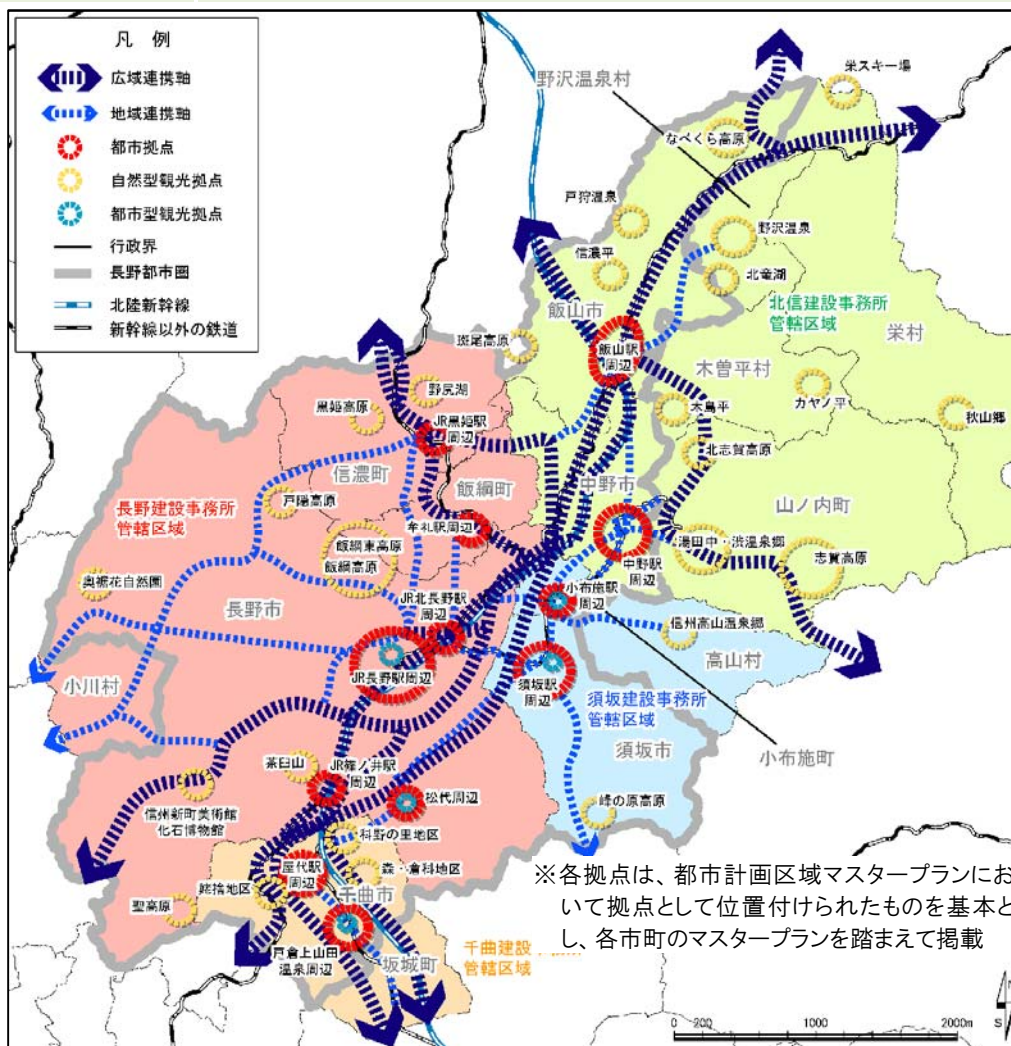 凡 例
広域連携軸
地域連携軸
都市拠点
自然型観光拠点
都市型観光拠点
行政界
長野都市圏
北陸新幹線
新幹線以外の鉄道
栄スキー場
野沢温泉村
なべくら高原
戸狩温泉
野沢温泉
信濃平
北竜湖
飯山市
北信建設事務所
管轄区域
栄村
斑尾高原
飯山駅
周辺
木曽平村
野尻湖
カヤノ平
木島平
秋山郷
黒姫高原
JR黒姫駅
周辺
北志賀高原
信濃町
中野市
飯綱町
山ノ内町
長野建設事務所
管轄区域
戸隠高原
牟礼駅周辺
飯綱東高原
飯綱高原
中野駅
周辺
湯田中・渋温泉郷
志賀高原
奥裾花自然園
JR北長野駅
周辺
小布施駅
周辺
長野市
信州高山温泉郷
高山村
JR長野駅周辺
須坂駅
周辺
小川村
須坂建設事務所
管轄区域
須坂市
小布施町
茶臼山
JR篠ノ井駅
周辺
信州新町美術館
化石博物館
松代周辺
峰の原高原
科野の里地区
屋代駅
周辺
森・倉科地区
姨捨地区
千曲市
聖高原
戸倉上山田
温泉周辺
坂城町
千曲建設
管轄区域
※各拠点は、都市計画区域マスタープランにお
いて拠点として位置付けられたものを基本と
し、各市町のマスタープランを踏まえて掲載
N
S
0 200 1000 2000m